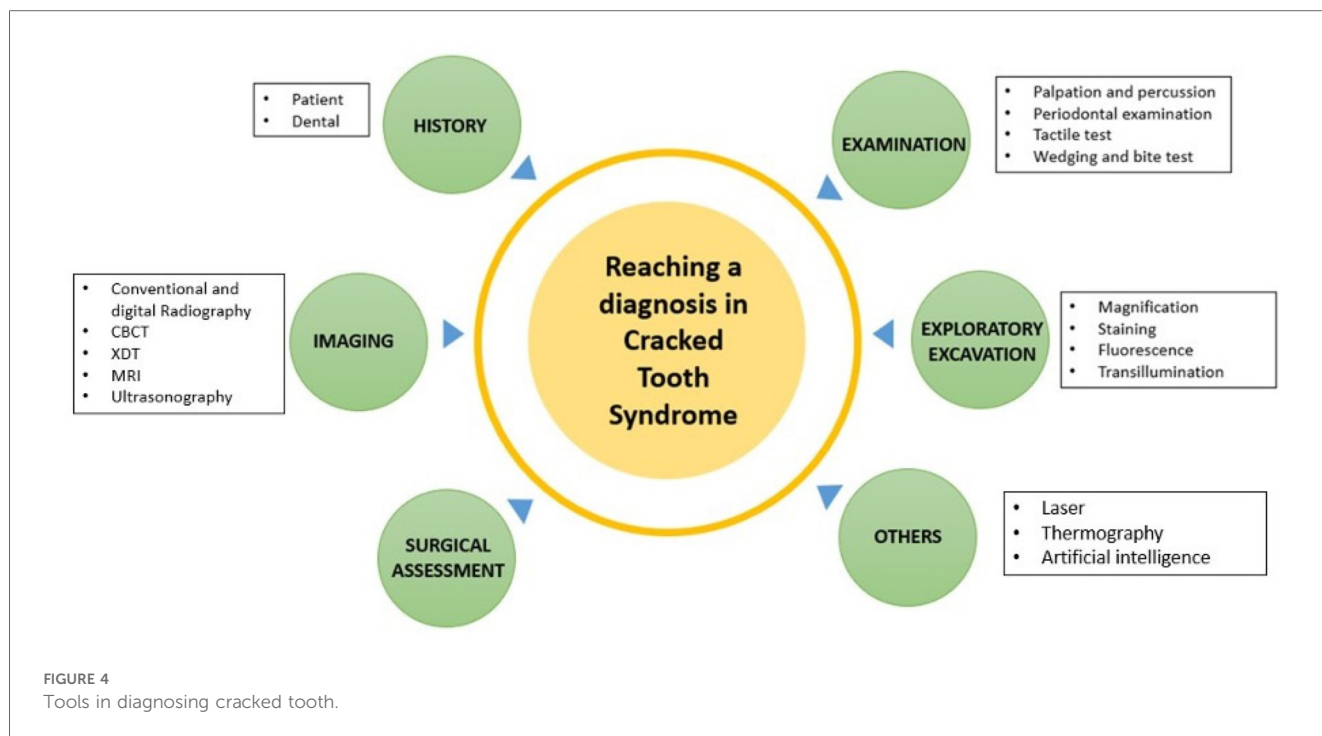 • Patient
• Dental
HISTORY
EXAMINATION
• Palpation and percussion
• Periodontal examination
• Tactile test
• Wedging and bite test
• Conventional and
digital Radiography
• CBCT
• XDT
• MRI
• Ultrasonography
IMAGING
Reaching a
diagnosis in
Cracked
Tooth
Syndrome
EXPLORATORY
EXCAVATION
• Magnification
• Staining
• Fluorescence
• Transillumination
SURGICAL
ASSESSMENT
OTHERS
• Laser
• Thermography
• Artificial intelligence
FIGURE 4
Tools in diagnosing cracked tooth.